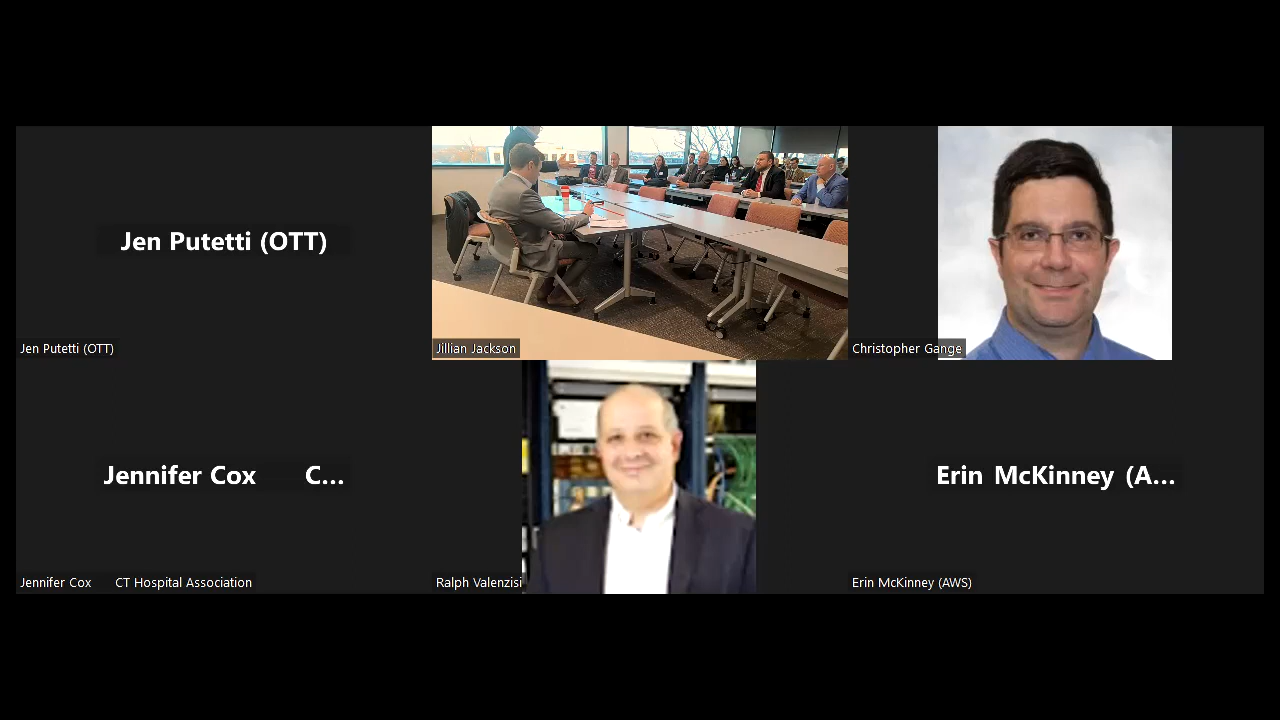 Jen Putetti (OTT)
Jen Putetti (OTT)
Jillian Jackson
Christopher Gange
Jennifer Cox C...
Erin McKinney (A...
Jennifer Cox CT Hospital Association
Ralph Valenzisi
Erin McKinney (AWS)